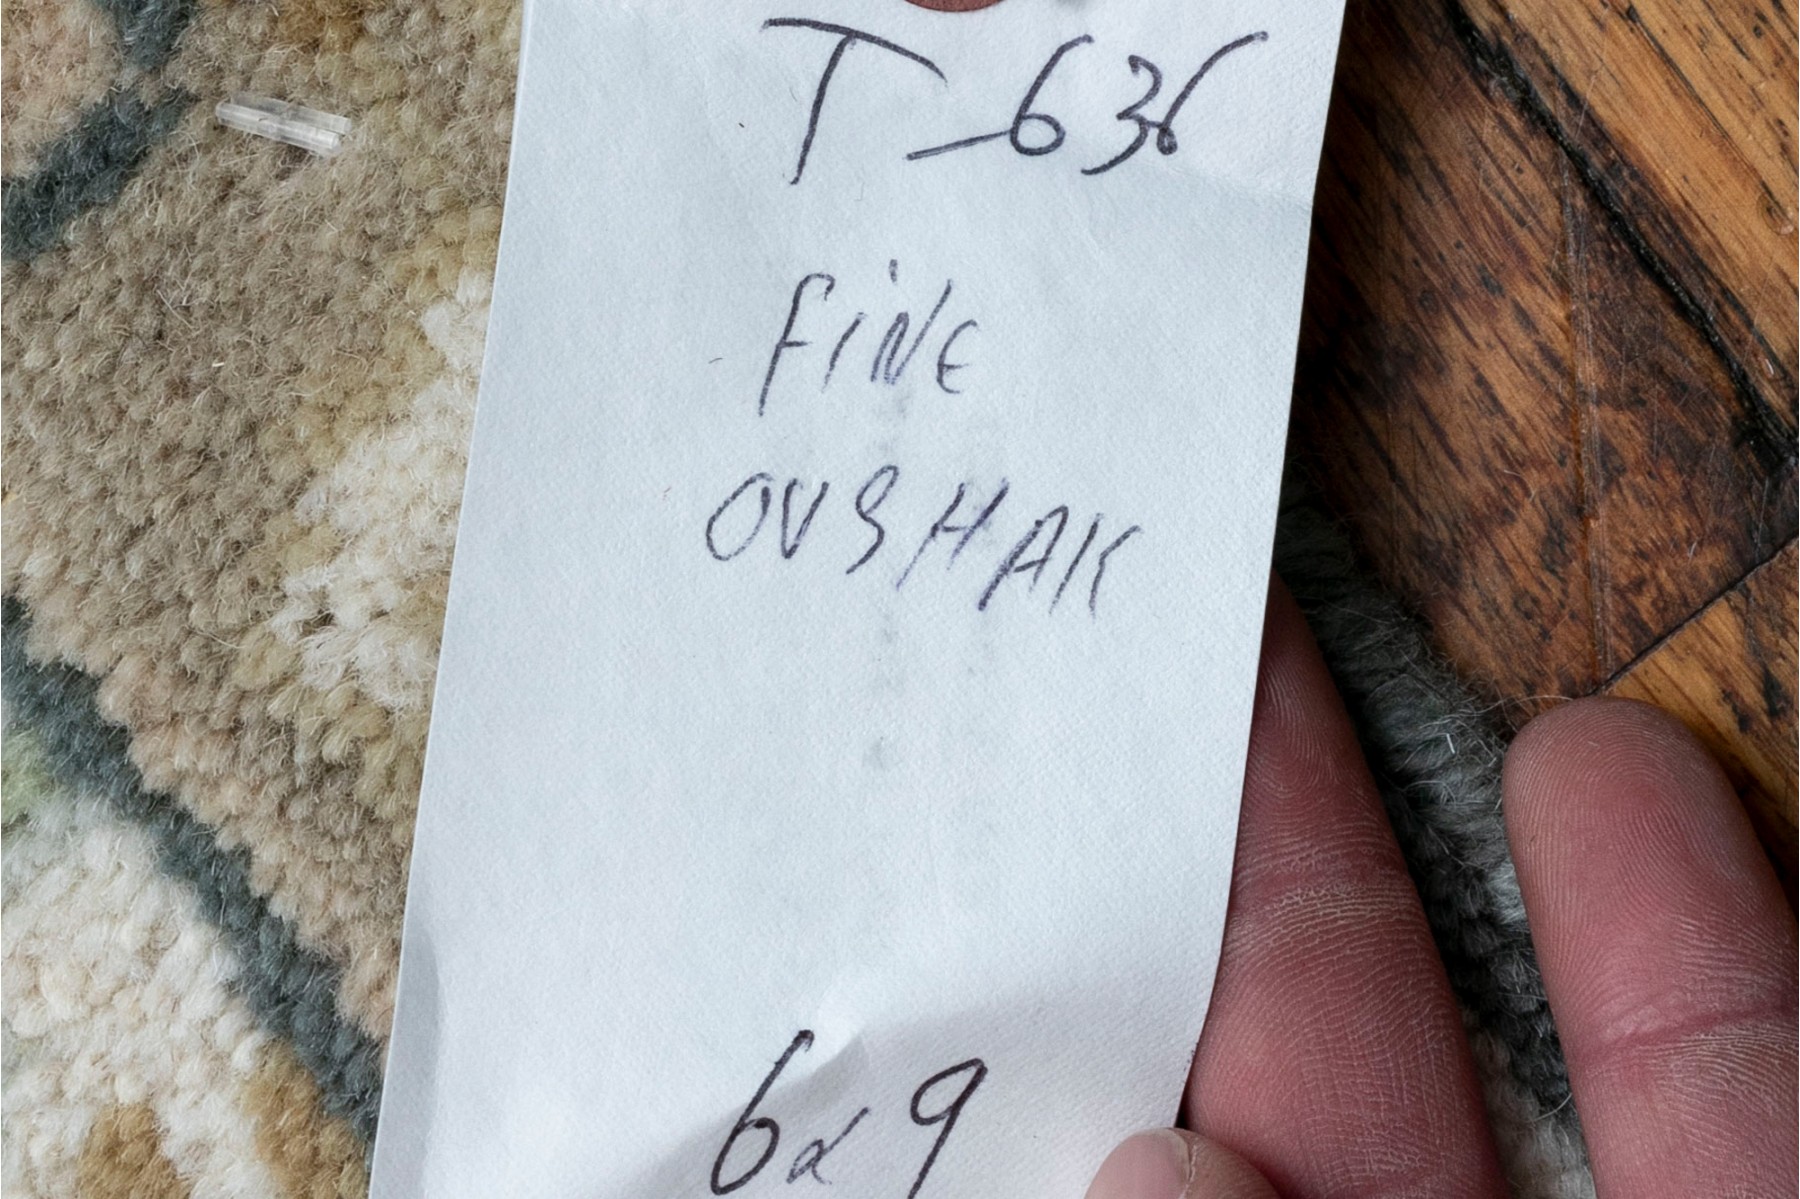 T-636
FINE
OVSHAK
6x9